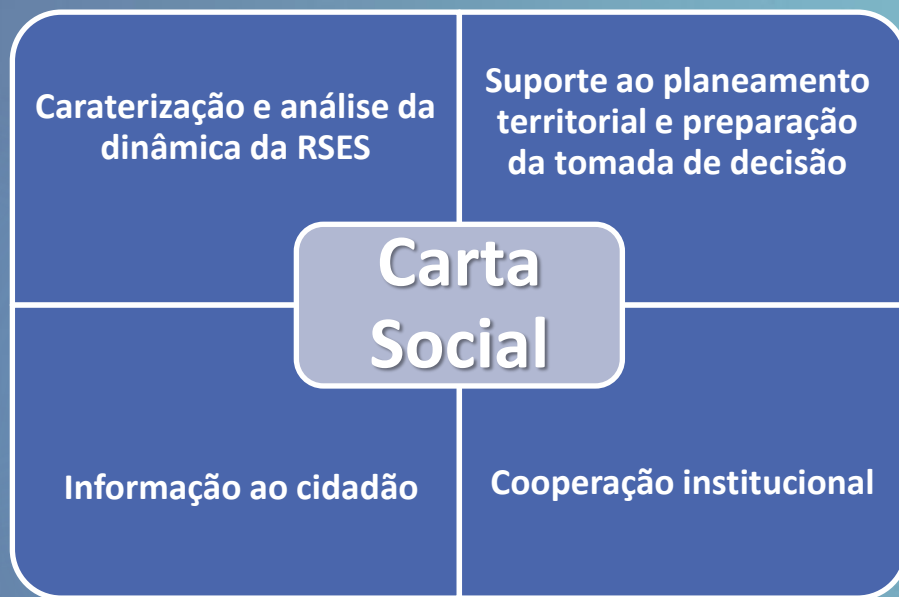 Caraterização e análise da
dinâmica da RSES
Suporte ao planeamento
territorial e preparação
da tomada de decisão
Carta
Social
Informação ao cidadão
Cooperação institucional